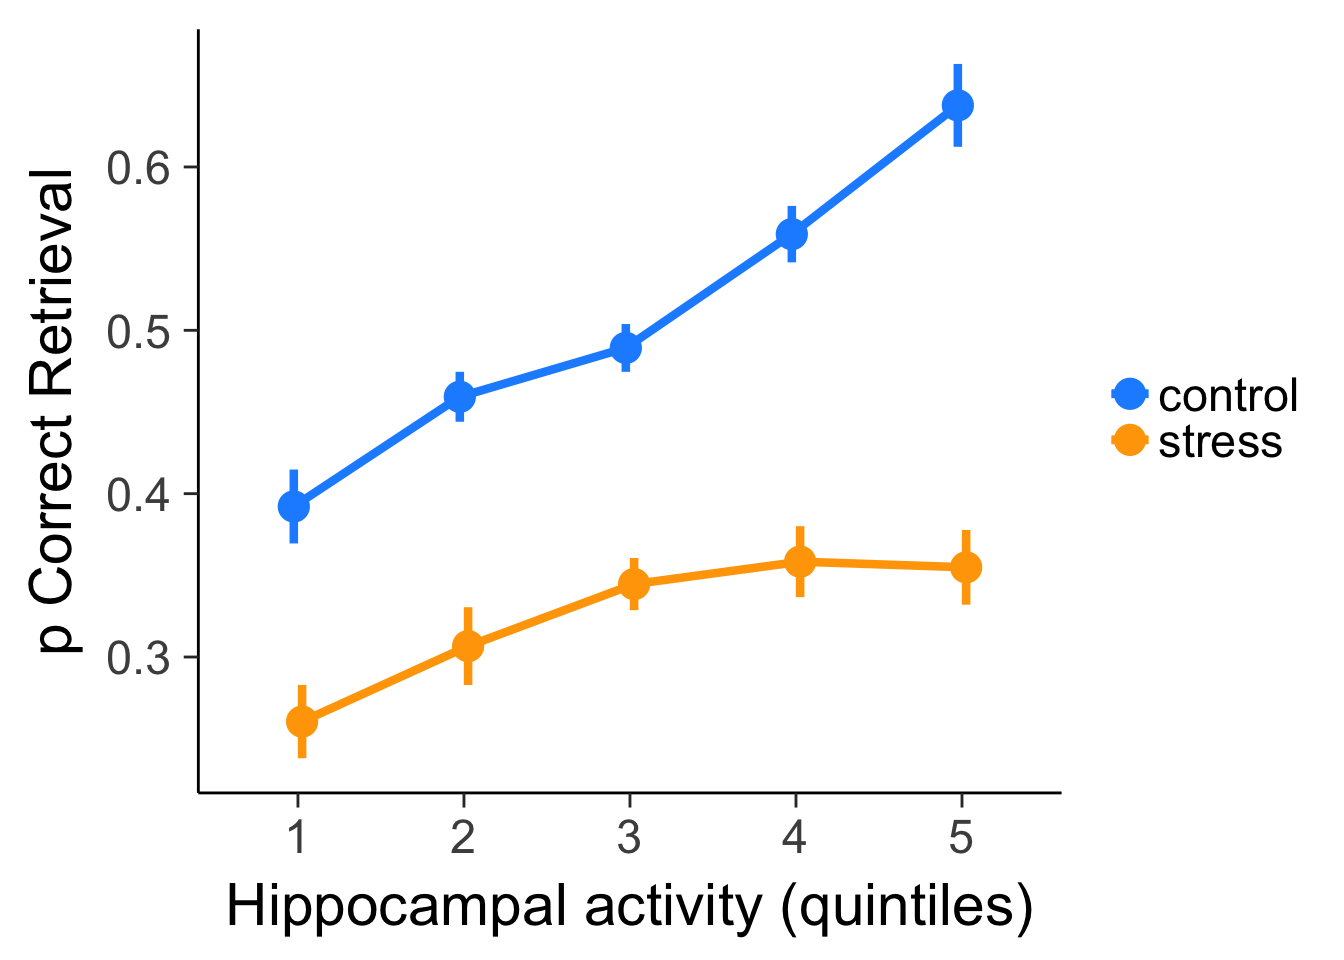 p Correct Retrieval
0.6
0.5
0.4
0.3
1 2 3 4 5
Hippocampal activity (quintiles)
control
stress